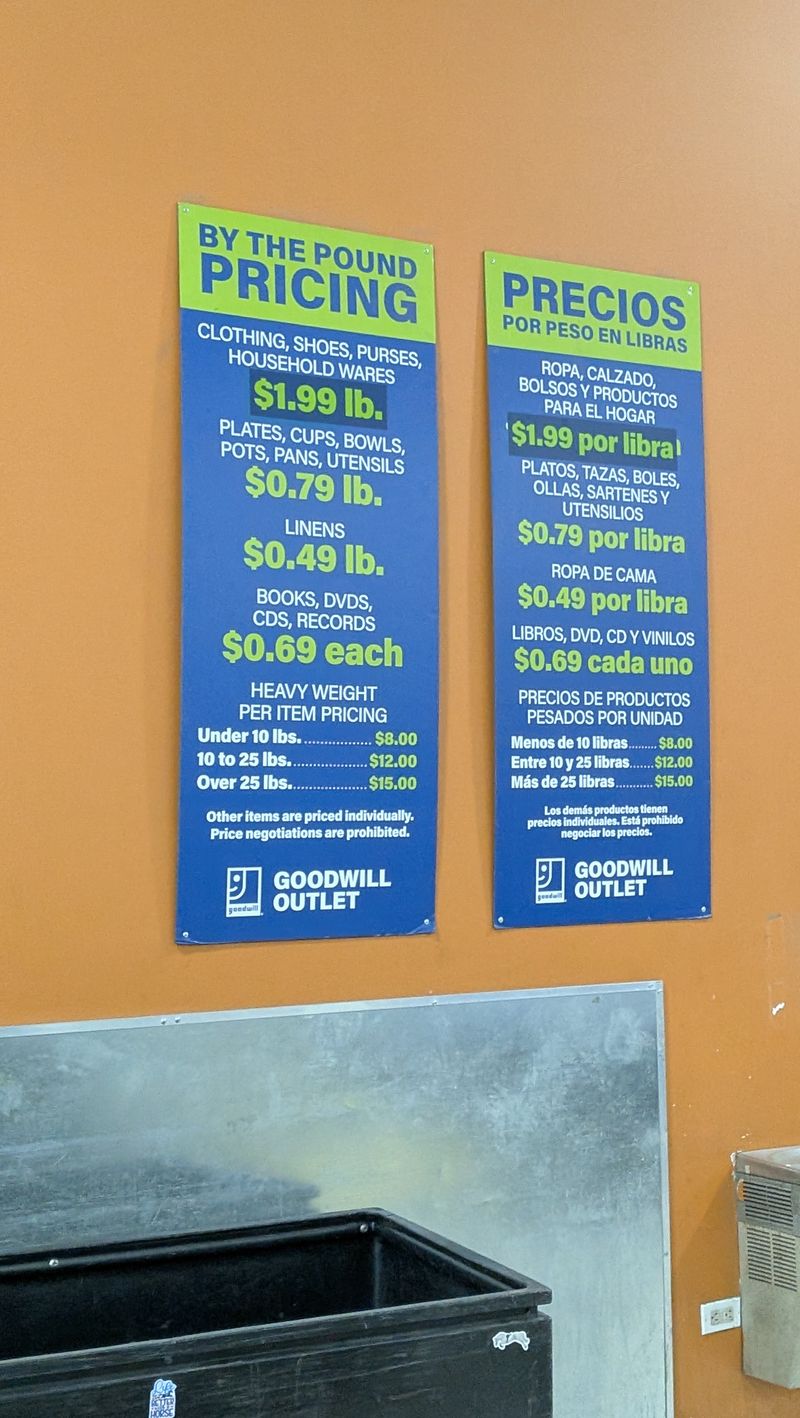 BY THE POUND
PRICING
CLOTHING, SHOES, PURSES,
HOUSEHOLD WARES
$1.99 lb.
PLATES, CUPS, BOWLS,
POTS, PANS, UTENSILS
$0.79 lb.
LINENS
$0.49 lb.
BOOKS, DVDS,
CDS, RECORDS
$0.69 each
HEAVY WEIGHT
PER ITEM PRICING
Under 10 lbs.................. $8.00
10 to 25 lbs.................... $12.00
Over 25 lbs.................... $15.00
Other items are priced individually.
Price negotiations are prohibited.
goodwill
GOODWILL
OUTLET
PRECIOS
POR PESO EN LIBRAS
ROPA, CALZADO,
BOLSOS Y PRODUCTOS
PARA EL HOGAR
$1.99 por libra
PLATOS, TAZAS, BOLES,
OLLAS, SARTENES Y
UTENSILIOS
$0.79 por libra
ROPA DE CAMA
$0.49 por libra
LIBROS, DVD, CD Y VINILOS
$0.69 cada uno
PRECIOS DE PRODUCTOS
PESADOS POR UNIDAD
Menos de 10 libras......... $8.00
Entre 10 y 25 libras....... $12.00
Más de 25 libras........... $15.00
Los demás productos tienen
precios individuales. Está prohibido
negociar los precios.
goodwill
GOODWILL
OUTLET
Life
BETTER
HORSE